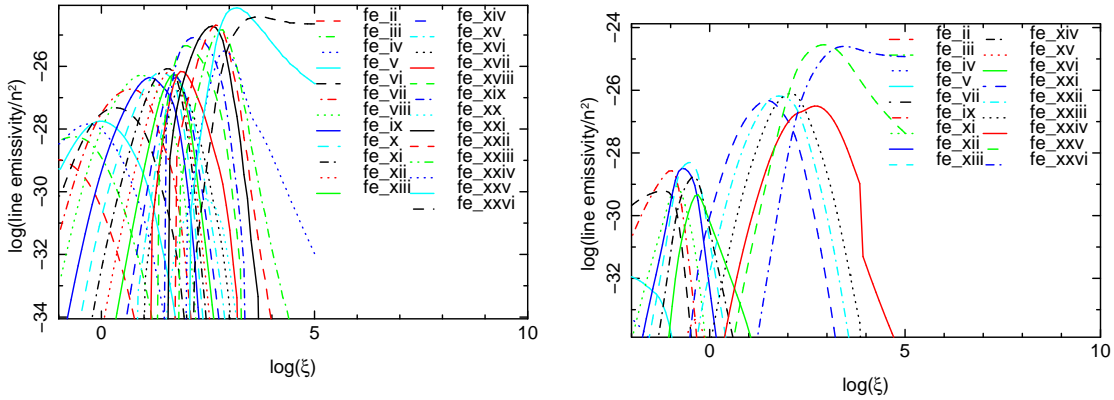 log(line emissivity/n²)
−34 −32 −30 −28 −26
0 5 10
log(ξ)
fe_ii
fe_iii
fe_iv
fe_v
fe_vi
fe_vii
fe_viii
fe_ix
fe_x
fe_xi
fe_xii
fe_xiii
fe_xiv
fe_xv
fe_xvi
fe_xvii
fe_xviii
fe_xix
fe_xx
fe_xxi
fe_xxii
fe_xxiii
fe_xxiv
fe_xxv
fe_xxvi
log(line emissivity/n²)
−32 −30 −28 −26 −24
0 5 10
log(ξ)
fe_ii
fe_iii
fe_iv
fe_v
fe_vii
fe_ix
fe_xi
fe_xii
fe_xiii
fe_xiv
fe_xv
fe_xvi
fe_xxi
fe_xxii
fe_xxiii
fe_xxiv
fe_xxv
fe_xxvi